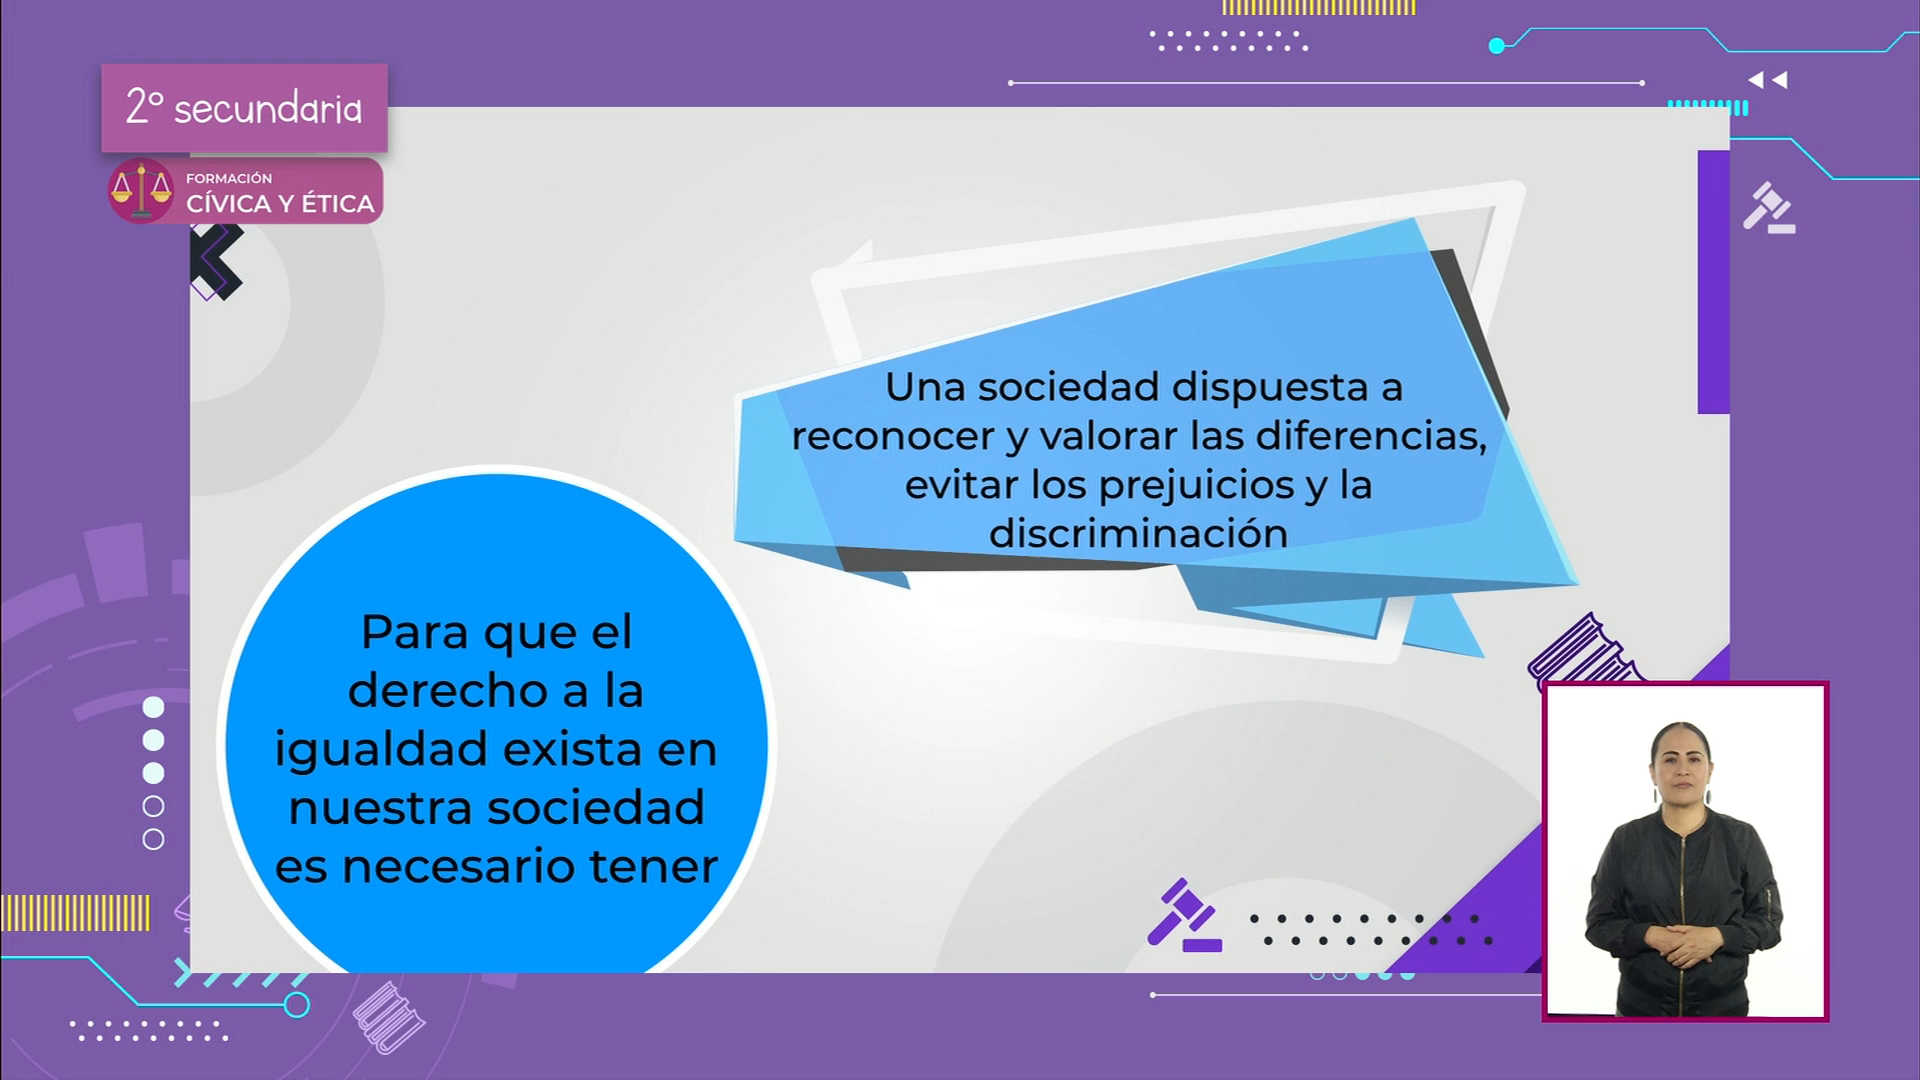 2° secundaria
FORMACIÓN
CÍVICA Y ÉTICA
Una sociedad dispuesta a
reconocer y valorar las diferencias,
evitar los prejuicios y la
discriminación
Para que el
derecho a la
igualdad exista en
nuestra sociedad
es necesario tener